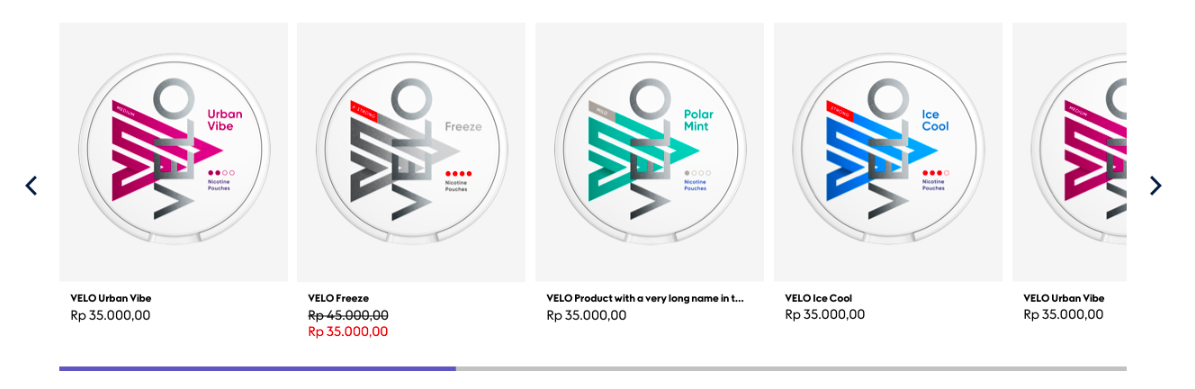 MEDIUM
VELO
Urban
Vibe
Nicotine
Pouches
X STRONG
VELO
Freeze
Nicotine
Pouches
MILD
VELO
Polar
Mint
Nicotine
Pouches
STRONG
VELO
Ice
Cool
Nicotine
Pouches
MEDIUM
VELO Urban Vibe
Rp 35.000,00
VELO Freeze
Rp 45.000,00
Rp 35.000,00
VELO Product with a very long name in t...
Rp 35.000,00
VELO Ice Cool
Rp 35.000,00
VELO Urban Vibe
Rp 35.000,00